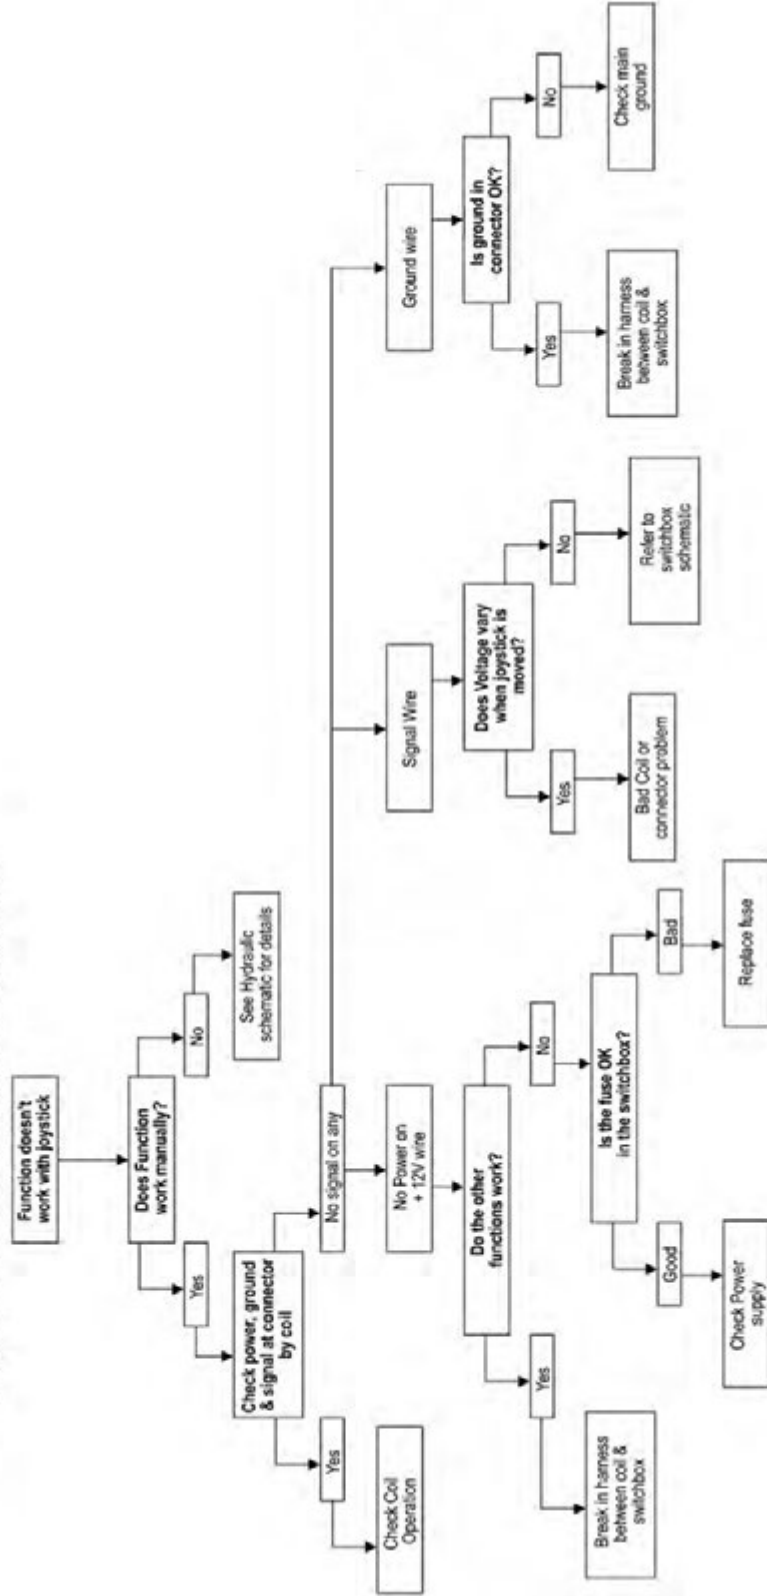 Function doesn't
work with joystick
Does Function
work manually?
Yes
No
See Hydraulic
schematic for details
Check power, ground
& signal at connector
by coil
Yes
No signal on any
Check Coil
Operation
No Power on
+ 12V wire
Signal Wire
Ground wire
Do the other
functions work?
Yes
No
Break in harness
between coil &
switchbox
Is the fuse OK
in the switchbox?
Good
Bad
Check Power
supply
Replace fuse
Does Voltage vary
when joystick is
moved?
Yes
No
Bad Coil or
connector problem
Refer to
switchbox
schematic
Is ground in
connector OK?
Yes
No
Break in harness
between coil &
switchbox
Check main
ground